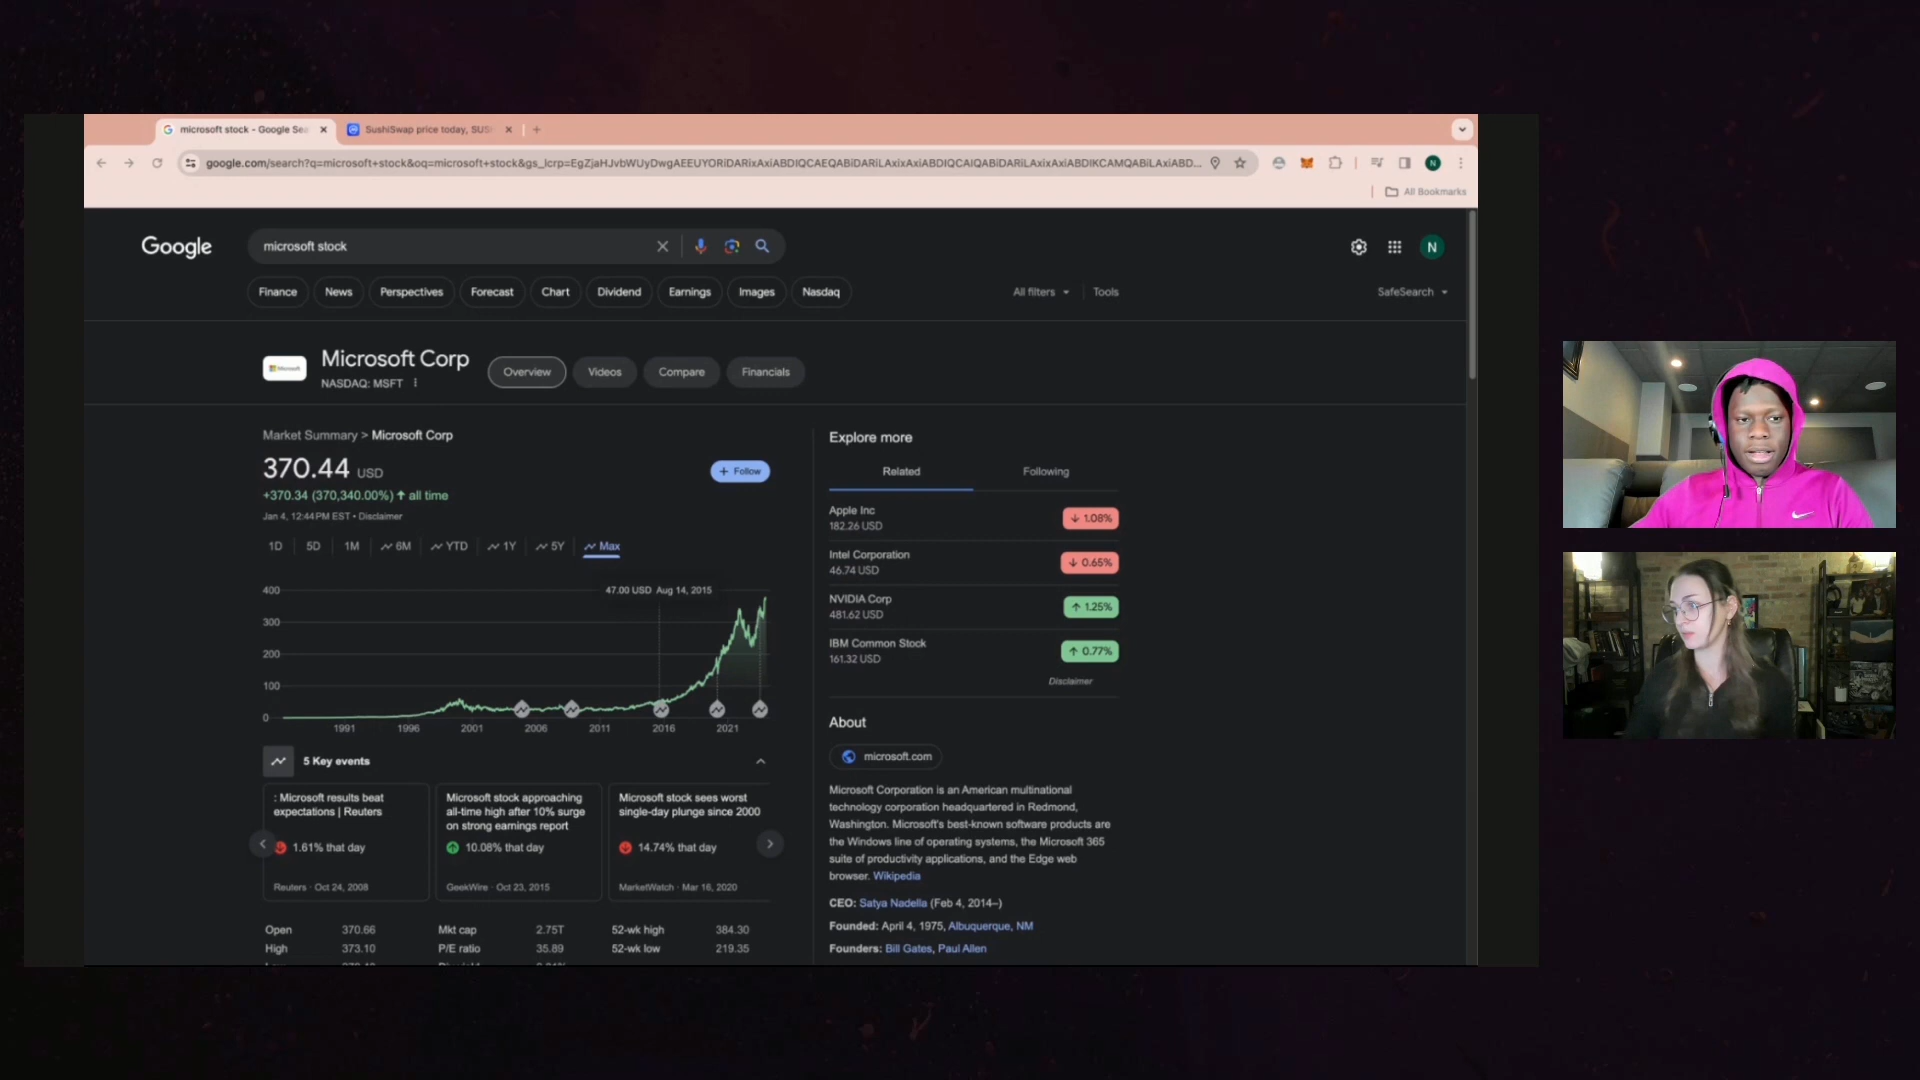 microsoft stock - Google Sea
SushiSwap price today, SUSH
google.com/search?q=microsoft+stock&oq=microsoft+stock&gs_lcrp=
All Bookmarks
Google
microsoft stock
N
Finance
News
Perspectives
Forecast
Chart
Dividend
Earnings
Images
Nasdaq
All filters
Tools
SafeSearch
Microsoft
Microsoft Corp
NASDAQ: MSFT
Overview
Videos
Compare
Financials
Market Summary > Microsoft Corp
370.44 USD
+ Follow
+370.34 (370,340.00%) ↑ all time
Jan 4, 12:44 PM EST • Disclaimer
1D
5D
1M
6M
YTD
1Y
5Y
Max
47.00 USD Aug 14, 2015
400
300
200
100
0
1991
1996
2001
2006
2011
2016
2021
5 Key events
: Microsoft results beat
expectations | Reuters
1.61% that day
Reuters · Oct 24, 2008
Microsoft stock approaching
all-time high after 10% surge
on strong earnings report
10.08% that day
GeekWire · Oct 23, 2015
Microsoft stock sees worst
single-day plunge since 2000
14.74% that day
MarketWatch · Mar 16, 2020
Open 370.66
Mkt cap 2.75T
52-wk high 384.30
High 373.10
P/E ratio 35.89
52-wk low 219.35
Explore more
Related
Following
Apple Inc
182.26 USD
↓ 1.08%
Intel Corporation
46.74 USD
↓ 0.65%
NVIDIA Corp
481.62 USD
↑ 1.25%
IBM Common Stock
161.32 USD
↑ 0.77%
Disclaimer
About
microsoft.com
Microsoft Corporation is an American multinational
technology corporation headquartered in Redmond,
Washington. Microsoft's best-known software products are
the Windows line of operating systems, the Microsoft 365
suite of productivity applications, and the Edge web
browser. Wikipedia
CEO: Satya Nadella (Feb 4, 2014–)
Founded: April 4, 1975, Albuquerque, NM
Founders: Bill Gates, Paul Allen